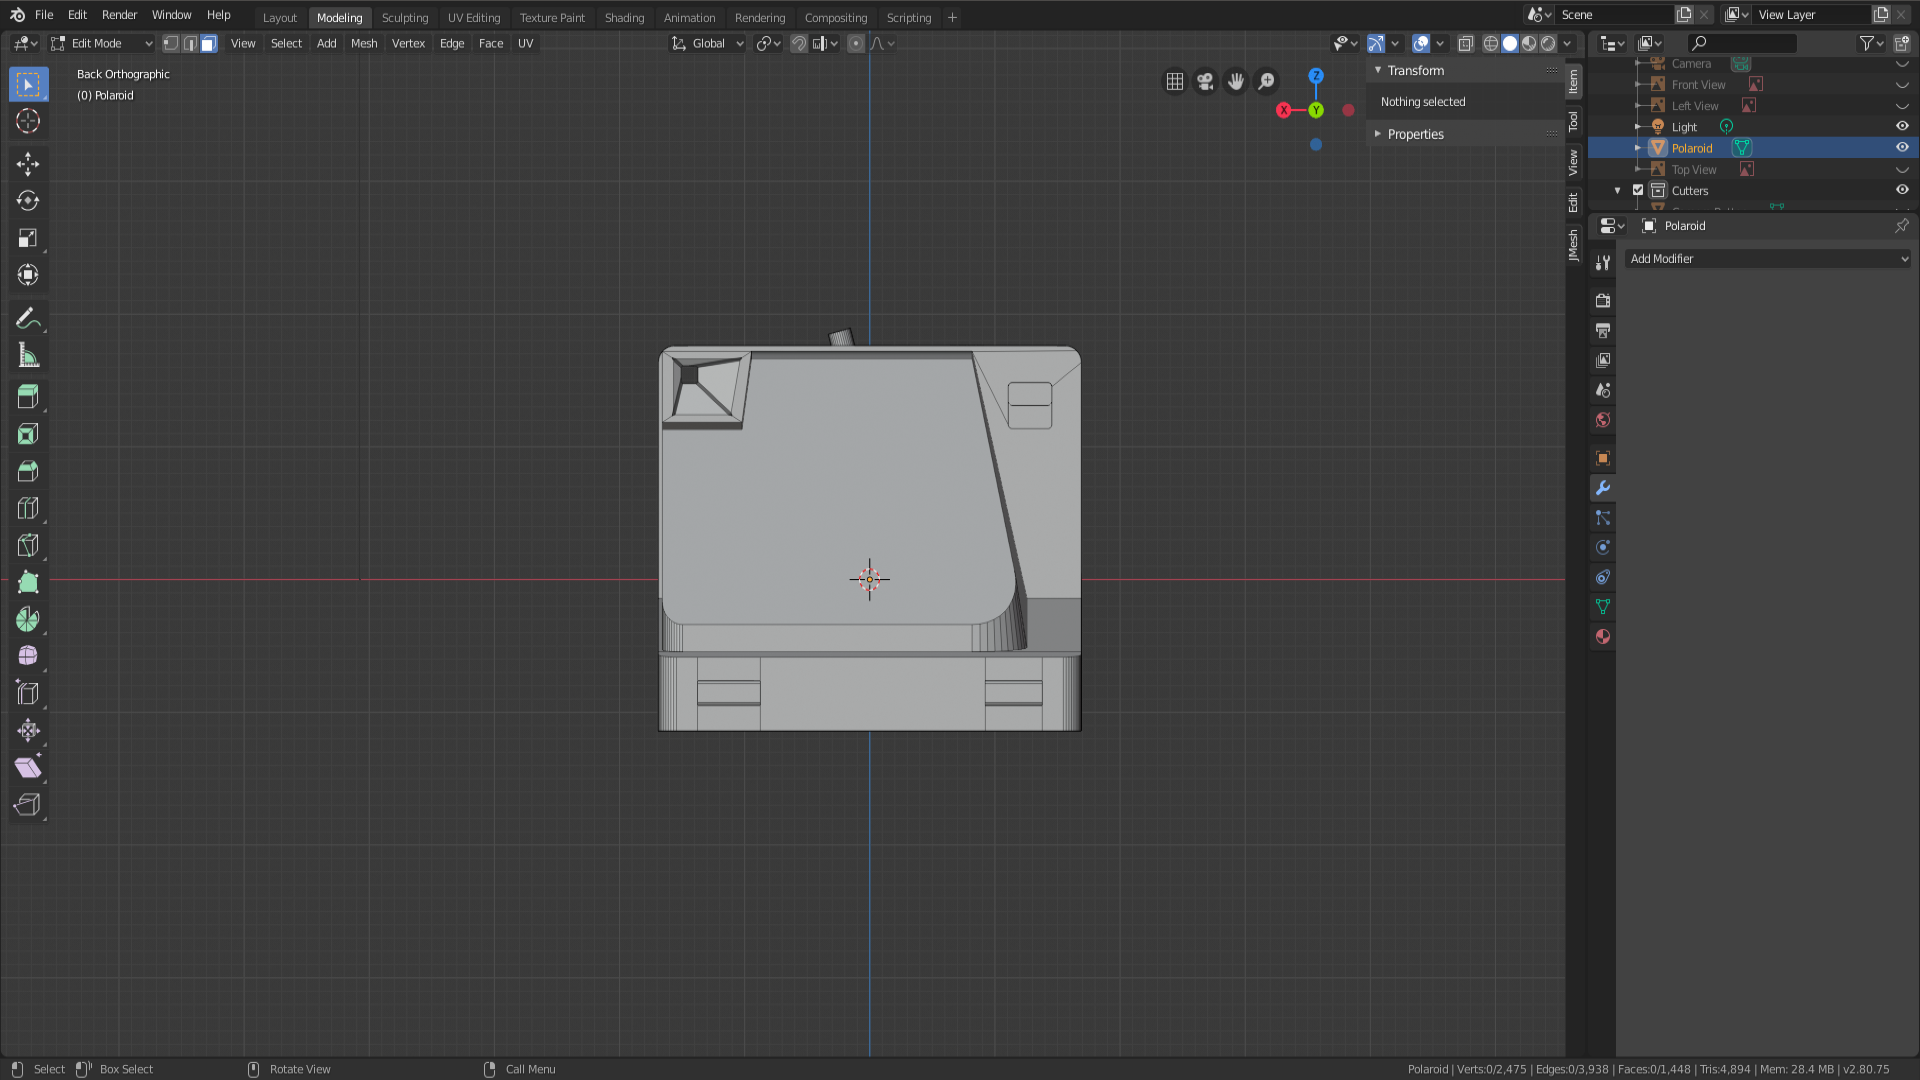 File Edit Render Window Help
Layout Modeling Sculpting UV Editing Texture Paint Shading Animation Rendering Compositing Scripting +
Scene
View Layer
Edit Mode
View Select Add Mesh Vertex Edge Face UV
Global
Back Orthographic
(0) Polaroid
Z
X
Y
Transform
Nothing selected
Properties
Item
Tool
View
Edit
JMesh
Camera
Front View
Left View
Light
Polaroid
Top View
Cutters
Polaroid
Add Modifier
Select
Box Select
Rotate View
Call Menu
Polaroid | Verts:0/2,475 | Edges:0/3,938 | Faces:0/1,448 | Tris:4,894 | Mem: 28.4 MB | v2.80.75